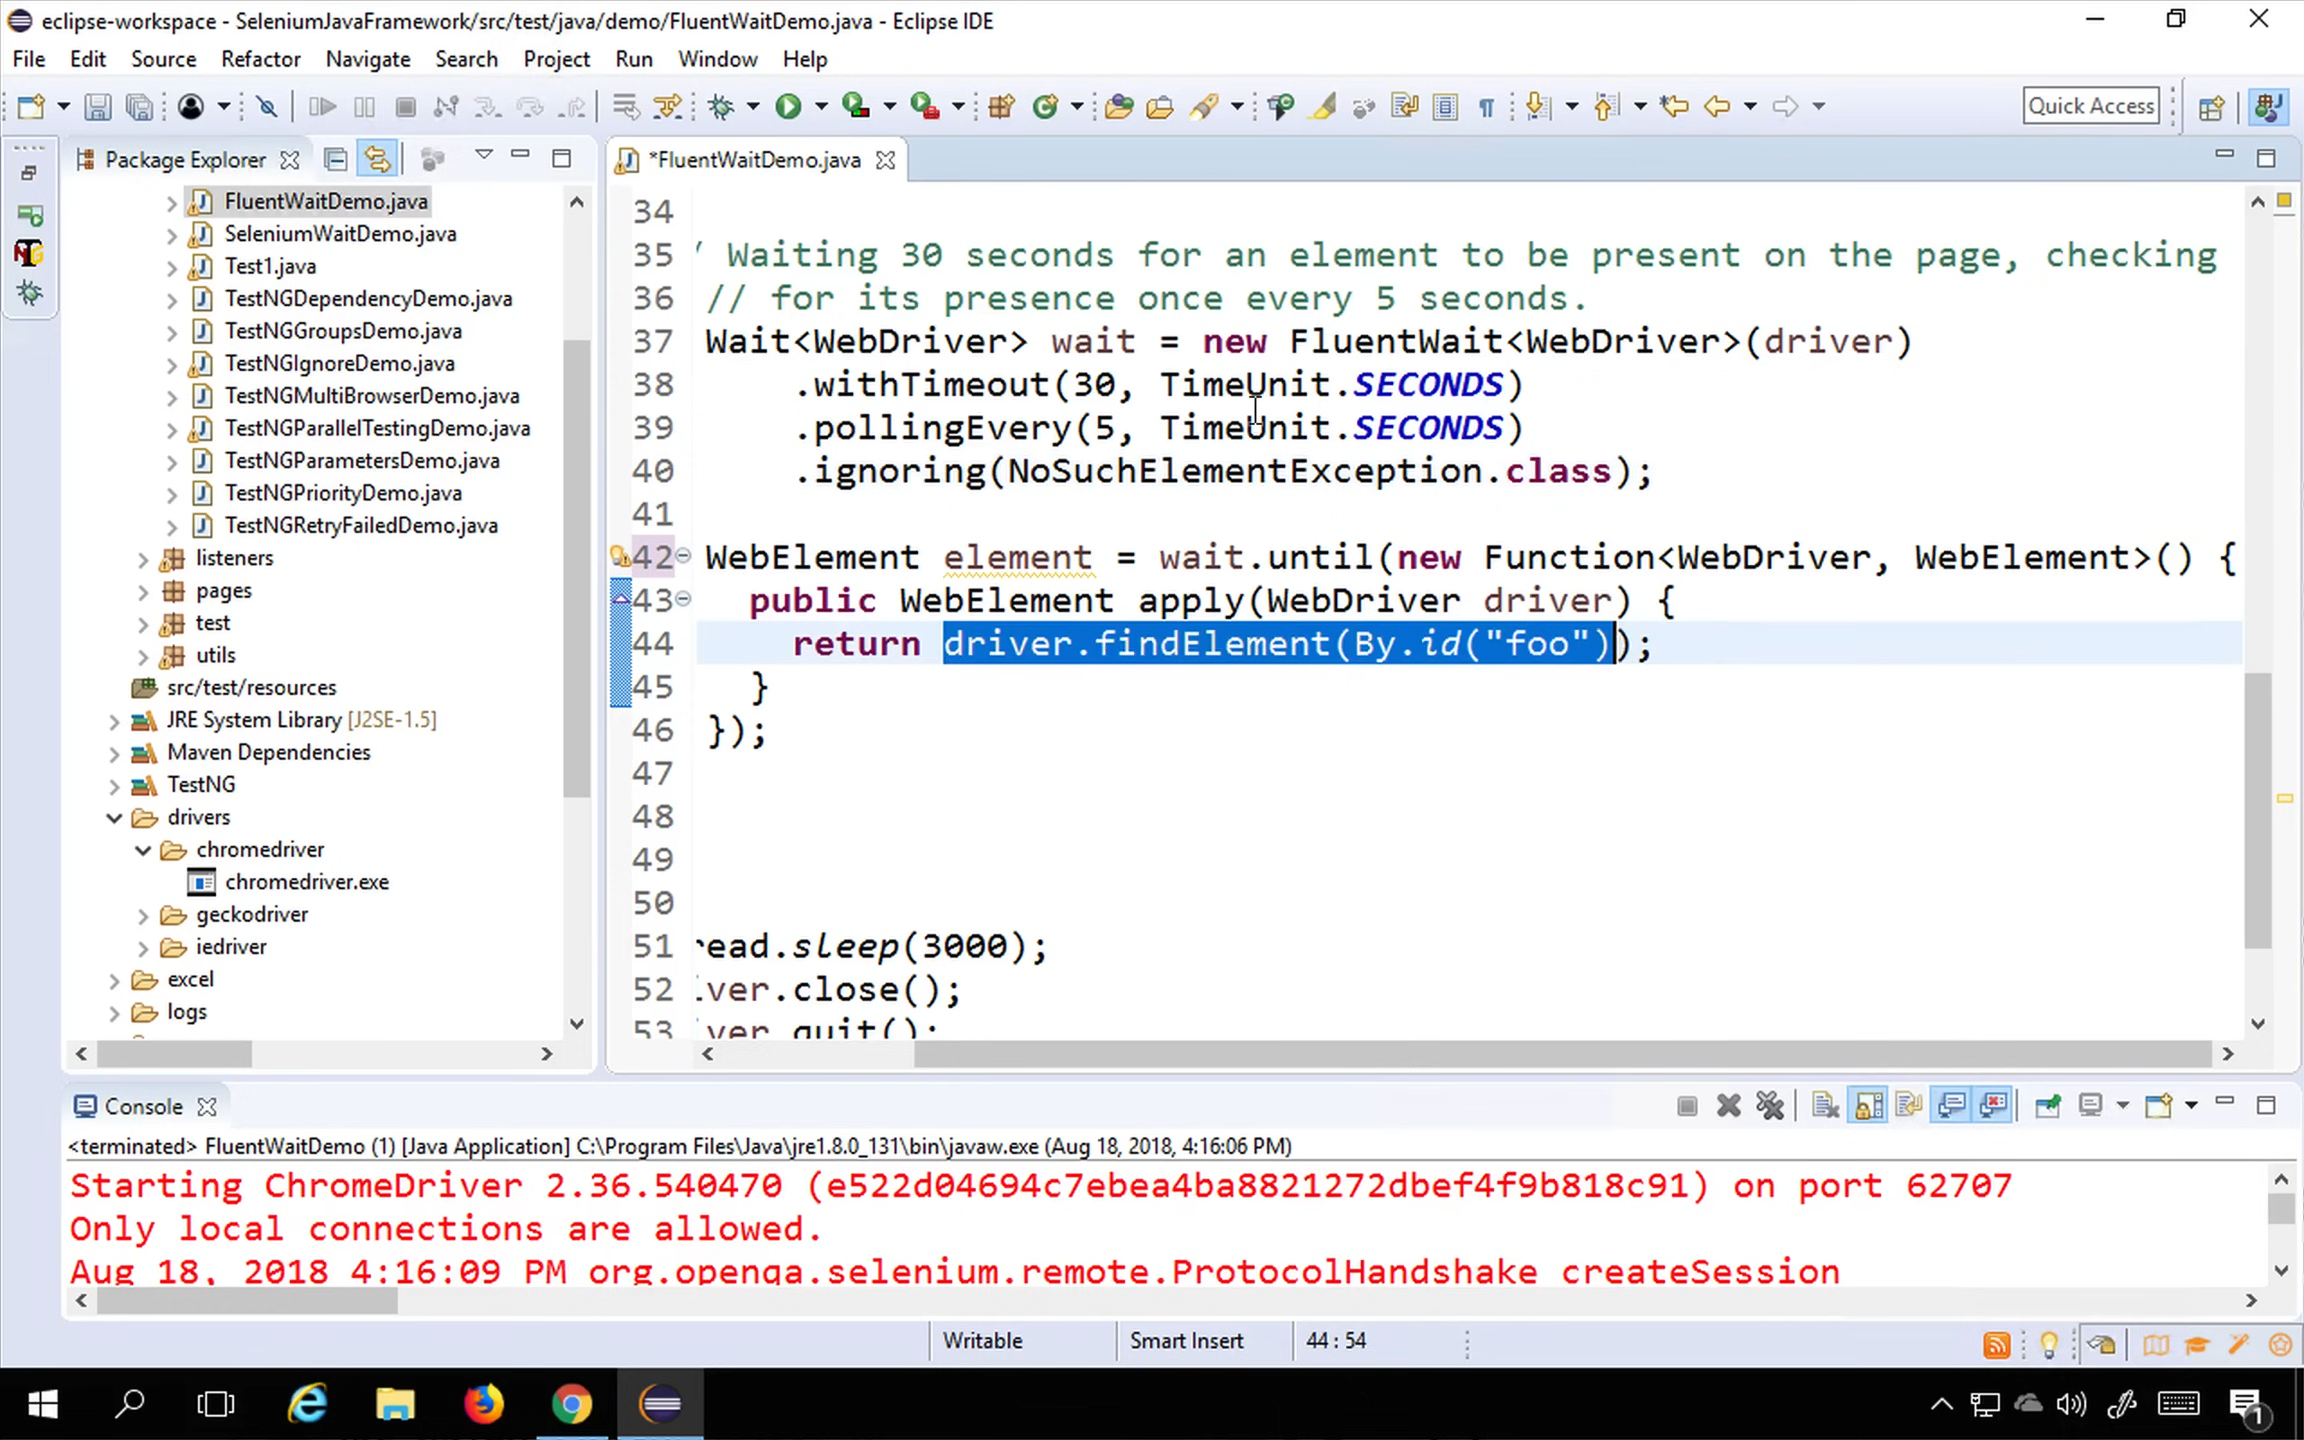 eclipse-workspace - SeleniumJavaFramework/src/test/java/demo/FluentWaitDemo.java - Eclipse IDE
File Edit Source Refactor Navigate Search Project Run Window Help
Quick Access
Package Explorer
FluentWaitDemo.java
SeleniumWaitDemo.java
Test1.java
TestNGDependencyDemo.java
TestNGGroupsDemo.java
TestNGIgnoreDemo.java
TestNGMultiBrowserDemo.java
TestNGParallelTestingDemo.java
TestNGParametersDemo.java
TestNGPriorityDemo.java
TestNGRetryFailedDemo.java
listeners
pages
test
utils
src/test/resources
JRE System Library [J2SE-1.5]
Maven Dependencies
TestNG
drivers
chromedriver
chromedriver.exe
geckodriver
iedriver
excel
logs
*FluentWaitDemo.java
34
35 / Waiting 30 seconds for an element to be present on the page, checking
36 // for its presence once every 5 seconds.
37 Wait<WebDriver> wait = new FluentWait<WebDriver>(driver)
38 .withTimeout(30, TimeUnit.SECONDS)
39 .pollingEvery(5, TimeUnit.SECONDS)
40 .ignoring(NoSuchElementException.class);
41
42 WebElement element = wait.until(new Function<WebDriver, WebElement>() {
43 public WebElement apply(WebDriver driver) {
44 return driver.findElement(By.id("foo"));
45 }
46 });
47
48
49
50
51 read.sleep(3000);
52 iver.close();
53 iver.quit();
Console
<terminated> FluentWaitDemo (1) [Java Application] C:\Program Files\Java\jre1.8.0_131\bin\javaw.exe (Aug 18, 2018, 4:16:06 PM)
Starting ChromeDriver 2.36.540470 (e522d04694c7ebea4ba8821272dbef4f9b818c91) on port 62707
Only local connections are allowed.
Aug 18, 2018 4:16:09 PM org.openqa.selenium.remote.ProtocolHandshake createSession
Writable Smart Insert 44 : 54
1